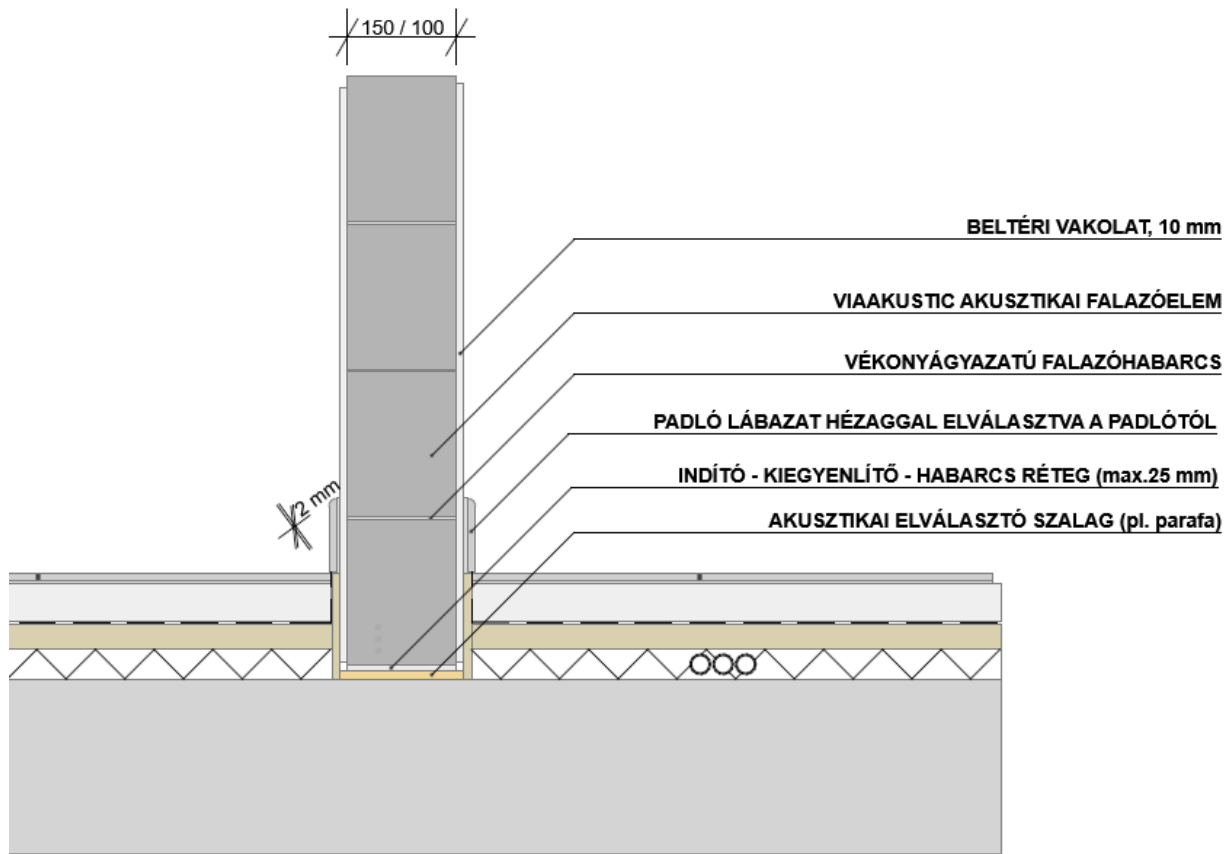 150 / 100
BELTÉRI VAKOLAT, 10 mm
VIAAKUSTIC AKUSZTIKAI FALAZÓELEM
VÉKONYÁGYAZATÚ FALAZÓHABARCS
PADLÓ LÁBAZAT HÉZAGGAL ELVÁLASZTVA A PADLÓTÓL
INDÍTÓ - KIEGYENLÍTŐ - HABARCS RÉTEG (max.25 mm)
2 mm
AKUSZTIKAI ELVÁLASZTÓ SZALAG (pl. parafa)